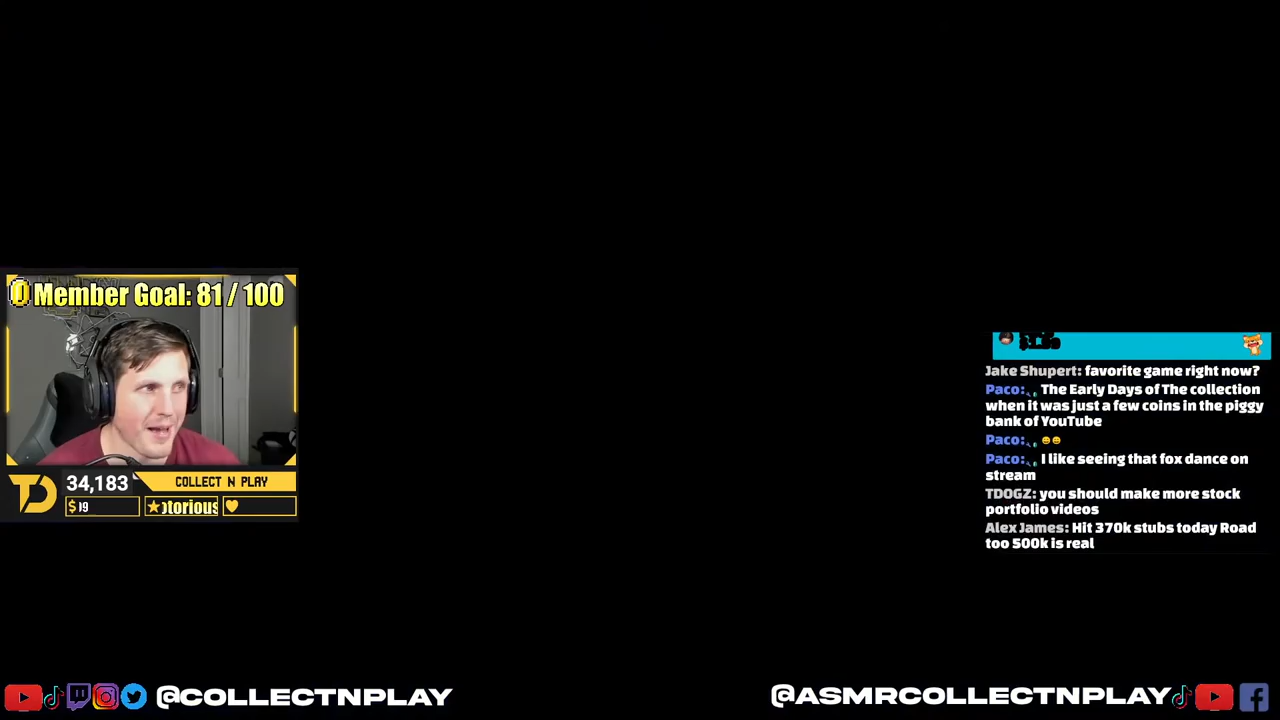 Member Goal: 81 / 100
34,183
COLLECT N PLAY
$
otorious
Jake Shupert: favorite game right now?
Paco: The Early Days of The collection
when it was just a few coins in the piggy
bank of YouTube
Paco:
Paco: I like seeing that fox dance on
stream
TDOGZ: you should make more stock
portfolio videos
Alex James: Hit 370k stubs today Road
too 500k is real
@COLLECTNPLAY
@ASMRCOLLECTNPLAY